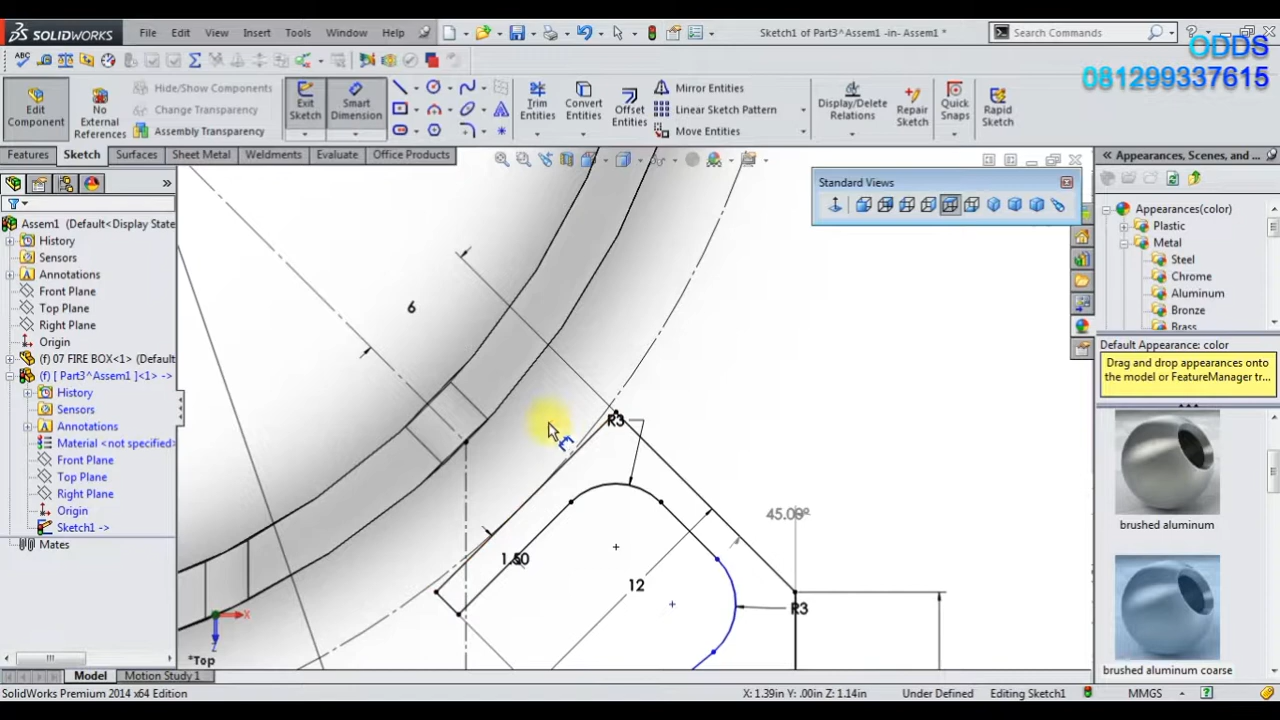 SOLIDWORKS File Edit View Insert Tools Window Help Sketch1 of Part3^Assem1 -in- Assem1 * Search Commands
ODDS
081299337615
Edit Component
No External References
Hide/Show Components
Change Transparency
Assembly Transparency
Exit Sketch
Smart Dimension
Trim Entities
Convert Entities
Offset Entities
Mirror Entities
Linear Sketch Pattern
Move Entities
Display/Delete Relations
Repair Sketch
Quick Snaps
Rapid Sketch
Features Sketch Surfaces Sheet Metal Weldments Evaluate Office Products
Assem1 (Default<Display State
History
Sensors
Annotations
Front Plane
Top Plane
Right Plane
Origin
(f) 07 FIRE BOX<1> (Default
(f) [ Part3^Assem1 ]<1> ->
History
Sensors
Annotations
Material <not specified>
Front Plane
Top Plane
Right Plane
Origin
Sketch1 ->
Mates
Standard Views
6
R3
45.00°
1.50
12
R3
X
Z
*Top
Appearances, Scenes, and...
Appearances(color)
Plastic
Metal
Steel
Chrome
Aluminum
Bronze
Brass
Default Appearance: color
Drag and drop appearances onto
the model or FeatureManager tr...
brushed aluminum
brushed aluminum coarse
Model Motion Study 1
SolidWorks Premium 2014 x64 Edition X: 1.39in Y: .00in Z: 1.14in Under Defined Editing Sketch1 MMGS